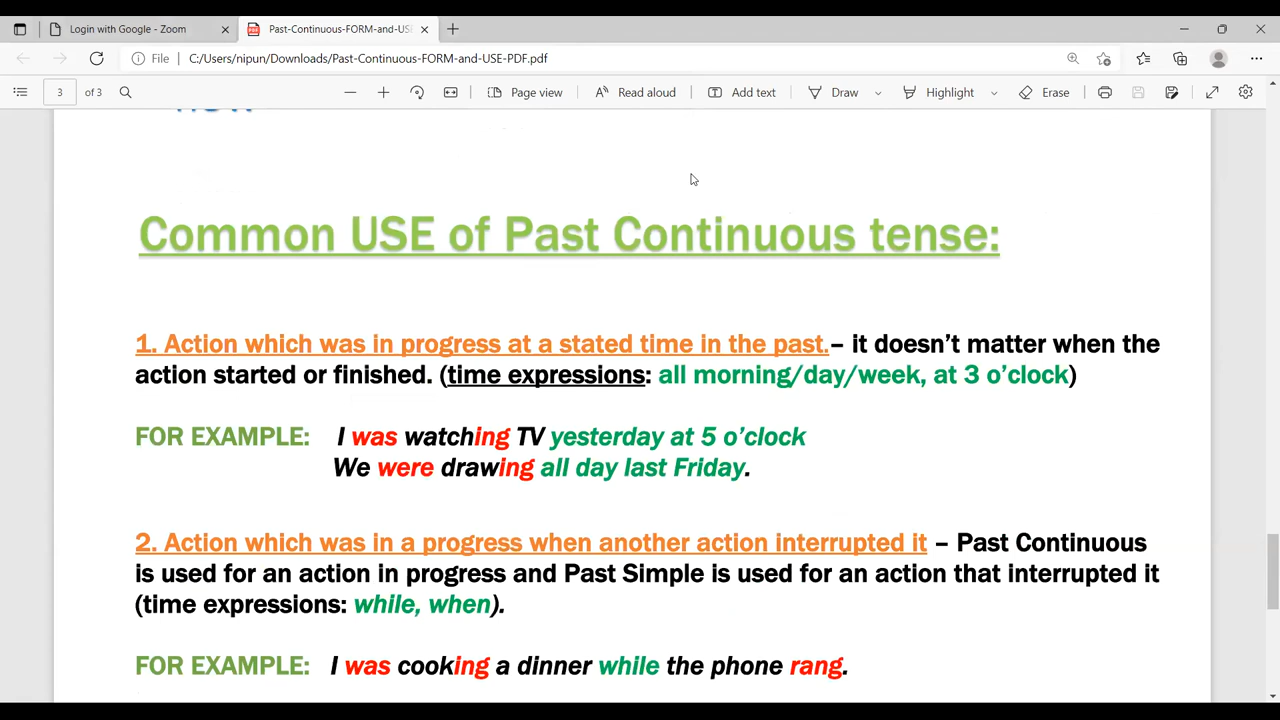 Login with Google - Zoom
Past-Continuous-FORM-and-USE
File
C:/Users/nipun/Downloads/Past-Continuous-FORM-and-USE-PDF.pdf
3 of 3
Page view
Read aloud
Add text
Draw
Highlight
Erase
Common USE of Past Continuous tense:
1. Action which was in progress at a stated time in the past.– it doesn’t matter when the
action started or finished. (time expressions: all morning/day/week, at 3 o’clock)
FOR EXAMPLE: I was watching TV yesterday at 5 o’clock
We were drawing all day last Friday.
2. Action which was in a progress when another action interrupted it – Past Continuous
is used for an action in progress and Past Simple is used for an action that interrupted it
(time expressions: while, when).
FOR EXAMPLE: I was cooking a dinner while the phone rang.